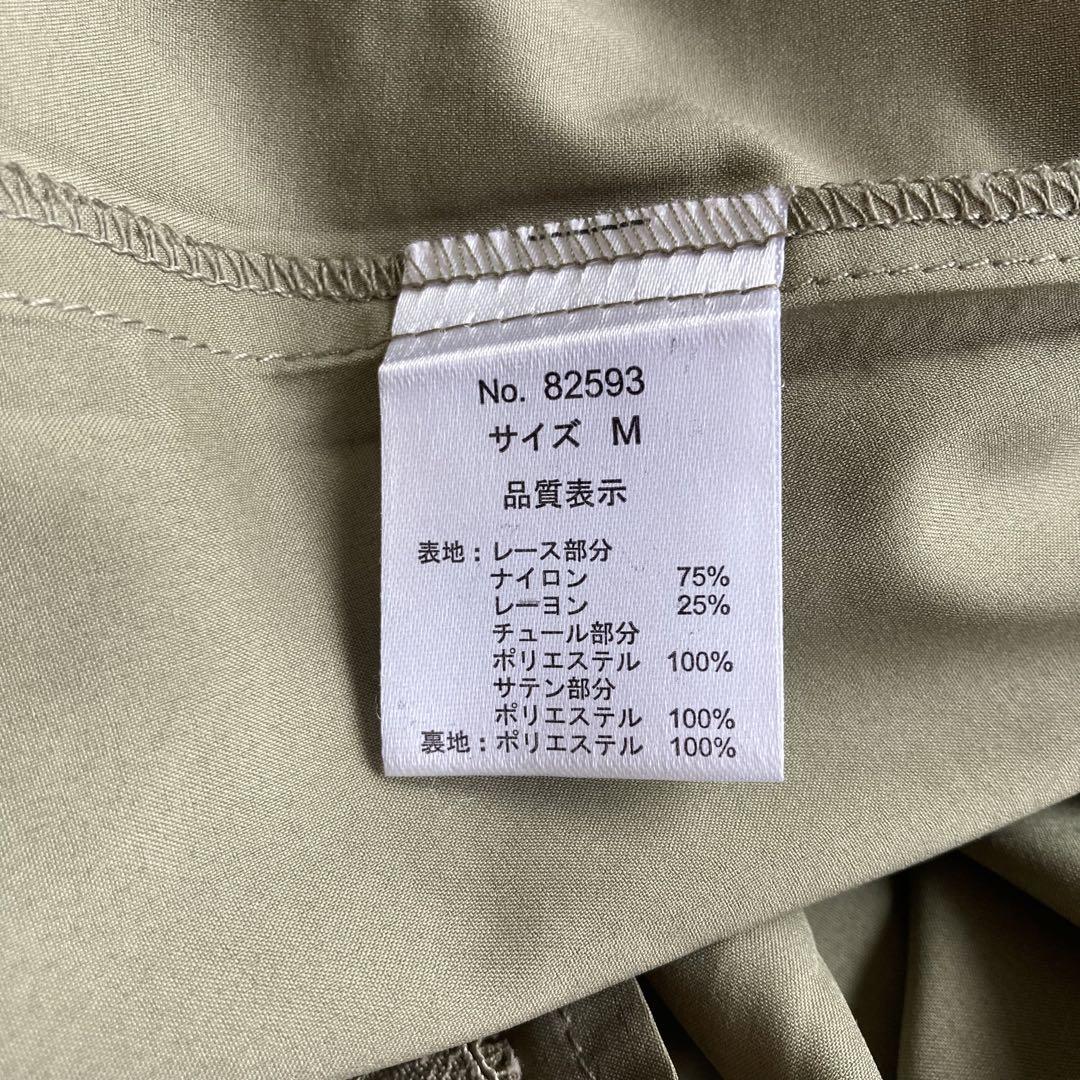 No. 82593
サイズ M
品質表示
表地：レース部分
ナイロン 75%
レーヨン 25%
チュール部分
ポリエステル 100%
サテン部分
ポリエステル 100%
裏地：ポリエステル 100%